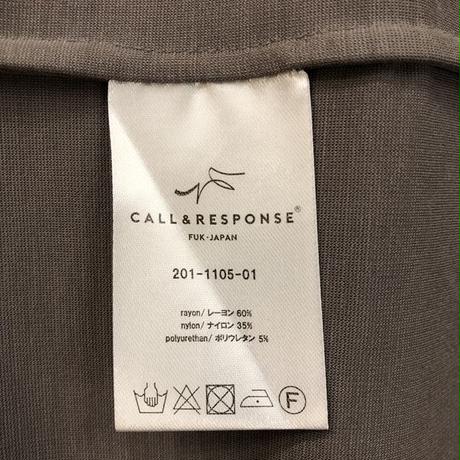 CALL & RESPONSE®
FUK-JAPAN
201-1105-01
rayon/レーヨン 60%
nylon/ナイロン 35%
polyurethan/ポリウレタン 5%
F